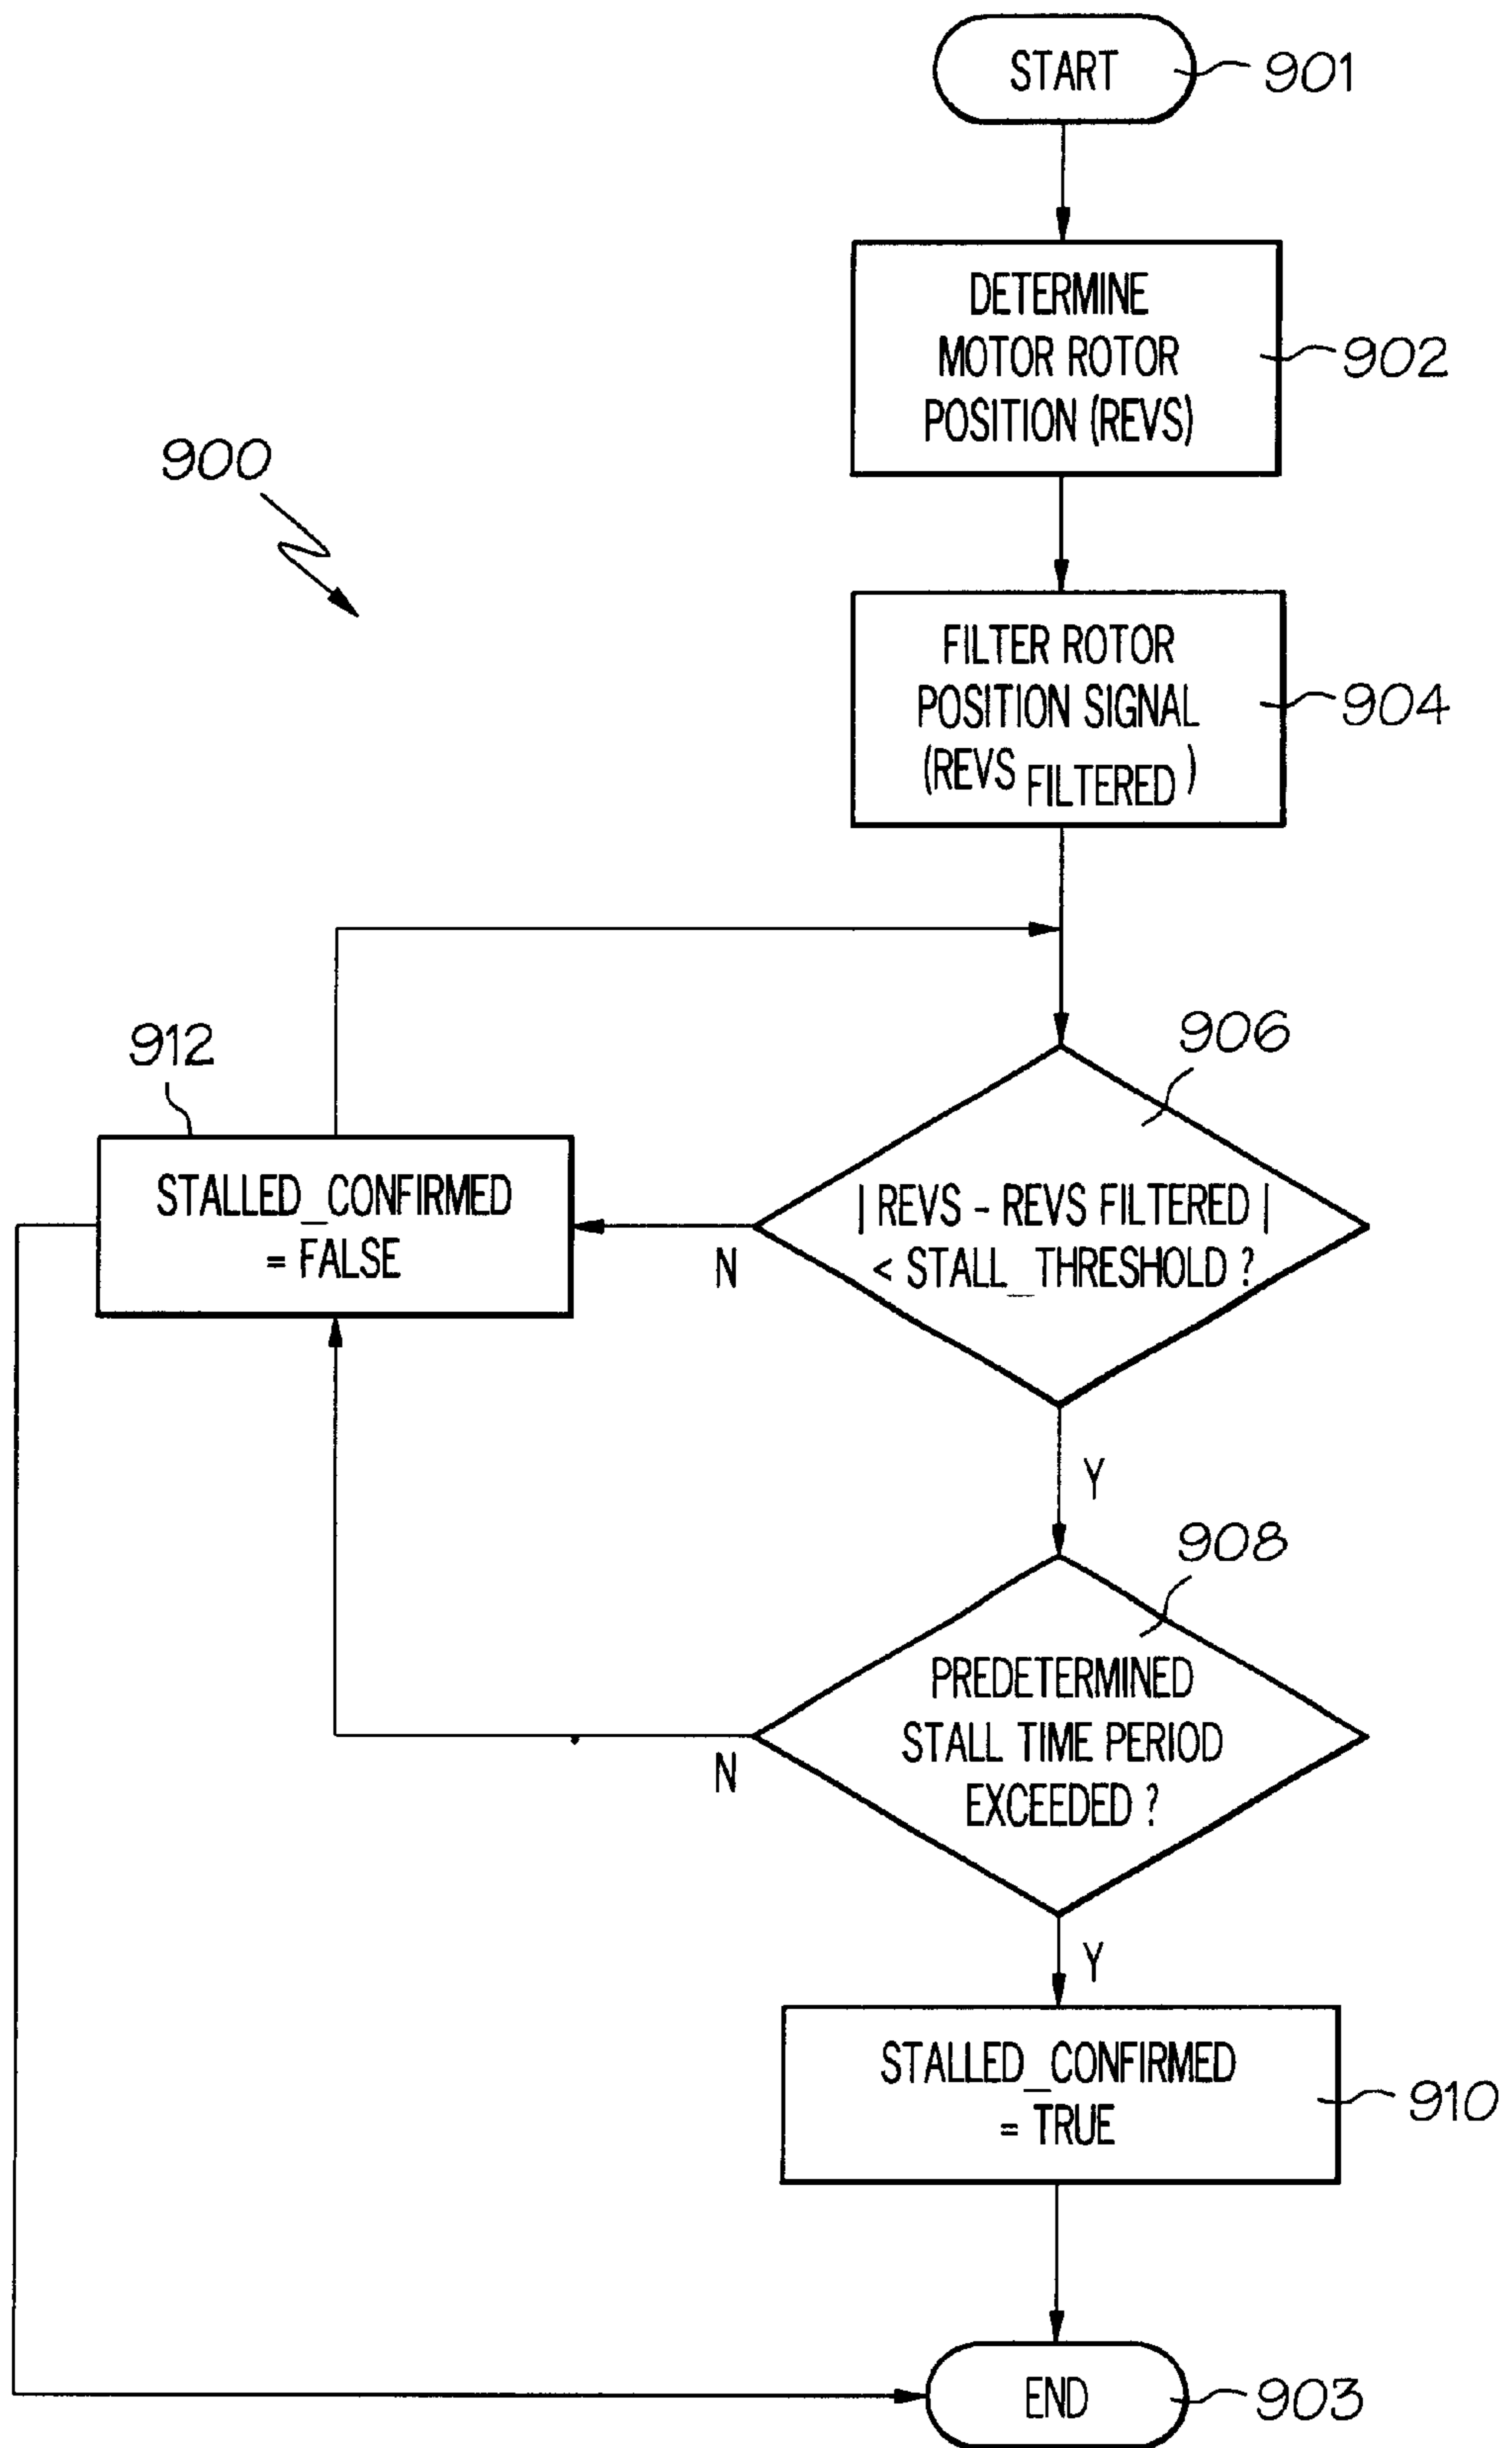 START
901
DETERMINE
MOTOR ROTOR
POSITION (REVS)
902
900
FILTER ROTOR
POSITION SIGNAL
(REVS FILTERED)
904
912
906
STALLED_CONFIRMED
= FALSE
| REVS - REVS FILTERED |
< STALL_THRESHOLD ?
N
Y
908
PREDETERMINED
STALL TIME PERIOD
EXCEEDED ?
N
Y
STALLED_CONFIRMED
= TRUE
910
END
903